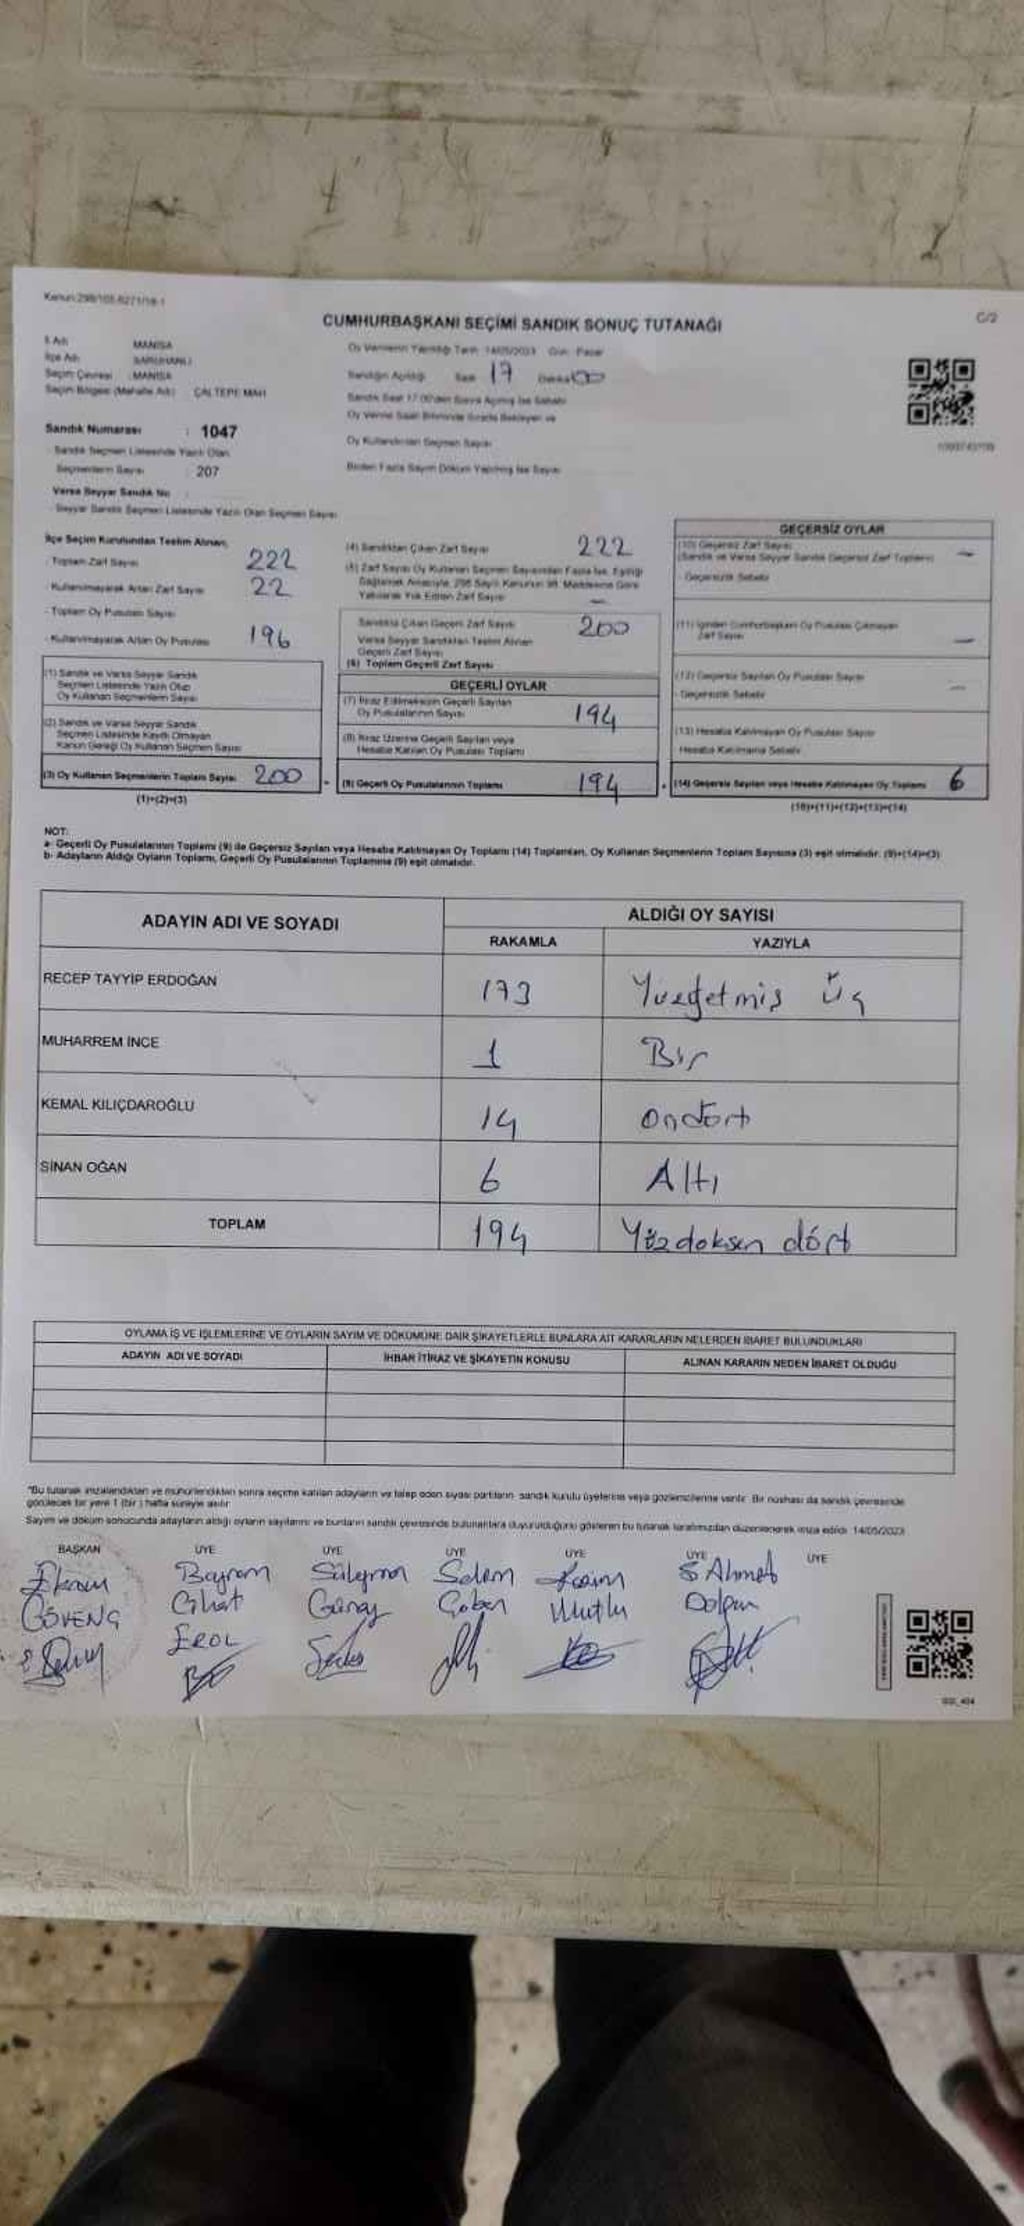 Kanun:298/105-6271/18-1
C/2
CUMHURBAŞKANI SEÇİMİ SANDIK SONUÇ TUTANAĞI
İl Adı MANİSA
İlçe Adı SARUHANLI
Seçim Çevresi : MANİSA
Seçim Bölgesi (Mahalle Adı) : ÇALTEPE MAH.
Oy Vermenin Yapıldığı Tarih: 14/05/2023 Gün: Pazar
Sandığın Açıldığı Saat 17 Dakika 00
Sandık Saat 17.00'den Sonra Açılmış İse Sebebi
Oy Verme Saati Bitiminde Sırada Bekleyen ve
Oy Kullandırılan Seçmen Sayısı
Birden Fazla Sayım Döküm Yapılmış İse Sayısı
Sandık Numarası : 1047
Sandık Seçmen Listesinde Yazılı Olan
Seçmenlerin Sayısı : 207
Varsa Seyyar Sandık No :
Seyyar Sandık Seçmen Listesinde Yazılı Olan Seçmen Sayısı
İlçe Seçim Kurulundan Teslim Alınan;
- Toplam Zarf Sayısı 222
- Kullanılmayarak Artan Zarf Sayısı 22
- Toplam Oy Pusulası Sayısı
- Kullanılmayarak Artan Oy Pusulası 196
(1) Sandık ve Varsa Seyyar Sandık
Seçmen Listesinde Yazılı Olup
Oy Kullanan Seçmenlerin Sayısı
(2) Sandık ve Varsa Seyyar Sandık
Seçmen Listesinde Kayıtlı Olmayan
Kanun Gereği Oy Kullanan Seçmen Sayısı
(3) Oy Kullanan Seçmenlerin Toplam Sayısı 200
(1)+(2)=(3)
(4) Sandıktan Çıkan Zarf Sayısı 222
(5) Zarf Sayısı Oy Kullanan Seçmen Sayısından Fazla İse, Eşitliği
Sağlamak Amacıyla, 298 Sayılı Kanunun 98. Maddesine Göre
Yakılarak Yok Edilen Zarf Sayısı —
Sandıkta Çıkan Geçerli Zarf Sayısı 200
Varsa Seyyar Sandıktan Teslim Alınan
Geçerli Zarf Sayısı
(6) Toplam Geçerli Zarf Sayısı
GEÇERLİ OYLAR
(7) İtiraz Edilmeksizin Geçerli Sayılan
Oy Pusulalarının Sayısı 194
(8) İtiraz Üzerine Geçerli Sayılan veya
Hesaba Katılan Oy Pusulası Toplamı
(9) Geçerli Oy Pusulalarının Toplamı 194
GEÇERSİZ OYLAR
(10) Geçersiz Zarf Sayısı —
(Sandık ve Varsa Seyyar Sandık Geçersiz Zarf Toplamı)
- Geçersizlik Sebebi
(11) İçinden Cumhurbaşkanı Oy Pusulası Çıkmayan
Zarf Sayısı —
(12) Geçersiz Sayılan Oy Pusulası Sayısı —
- Geçersizlik Sebebi
(13) Hesaba Katılmayan Oy Pusulası Sayısı
Hesaba Katılmama Sebebi
(14) Geçersiz Sayılan veya Hesaba Katılmayan Oy Toplamı 6
(10)+(11)+(12)+(13)=(14)
NOT:
a- Geçerli Oy Pusulalarının Toplamı (9) ile Geçersiz Sayılan veya Hesaba Katılmayan Oy Toplamı (14) Toplamları, Oy Kullanan Seçmenlerin Toplam Sayısına (3) eşit olmalıdır. (9)+(14)=(3)
b- Adayların Aldığı Oyların Toplamı, Geçerli Oy Pusulalarının Toplamına (9) eşit olmalıdır.
ADAYIN ADI VE SOYADI
ALDIĞI OY SAYISI
RAKAMLA YAZIYLA
RECEP TAYYİP ERDOĞAN 173 Yüzyetmiş Üç
MUHARREM İNCE 1 Bir
KEMAL KILIÇDAROĞLU 14 ondört
SİNAN OĞAN 6 Altı
TOPLAM 194 Yüzdoksan dört
OYLAMA İŞ VE İŞLEMLERİNE VE OYLARIN SAYIM VE DÖKÜMÜNE DAİR ŞİKAYETLERLE BUNLARA AİT KARARLARIN NELERDEN İBARET BULUNDUKLARI
ADAYIN ADI VE SOYADI İHBAR İTİRAZ VE ŞİKAYETİN KONUSU ALINAN KARARIN NEDEN İBARET OLDUĞU
"Bu tutanak imzalandıktan ve mühürlendikten sonra seçime katılan adayların ve talep eden siyasi partilerin sandık kurulu üyelerine veya gözlemcilerine verilir. Bir nüshası da sandık çevresinde
görülecek bir yere 1 (bir ) hafta süreyle asılır.
Sayım ve döküm sonucunda adayların aldığı oyların sayılarını ve bunların sandık çevresinde bulunanlara duyurulduğunu gösteren bu tutanak tarafımızdan düzenlenerek imza edildi. 14/05/2023
BAŞKAN ÜYE ÜYE ÜYE ÜYE ÜYE ÜYE
Ekrem Bayram Süleyman Selem Kasım Ahmet
GÜVENÇ Cihat Günay Çoban Mutlu Dolgun
EROL